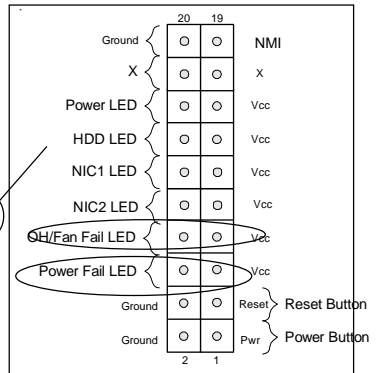 20 19
Ground NMI
X X
Power LED Vcc
HDD LED Vcc
NIC1 LED Vcc
NIC2 LED Vcc
OH/Fan Fail LED Vcc
Power Fail LED Vcc
Ground Reset Reset Button
Ground Pwr Power Button
2 1